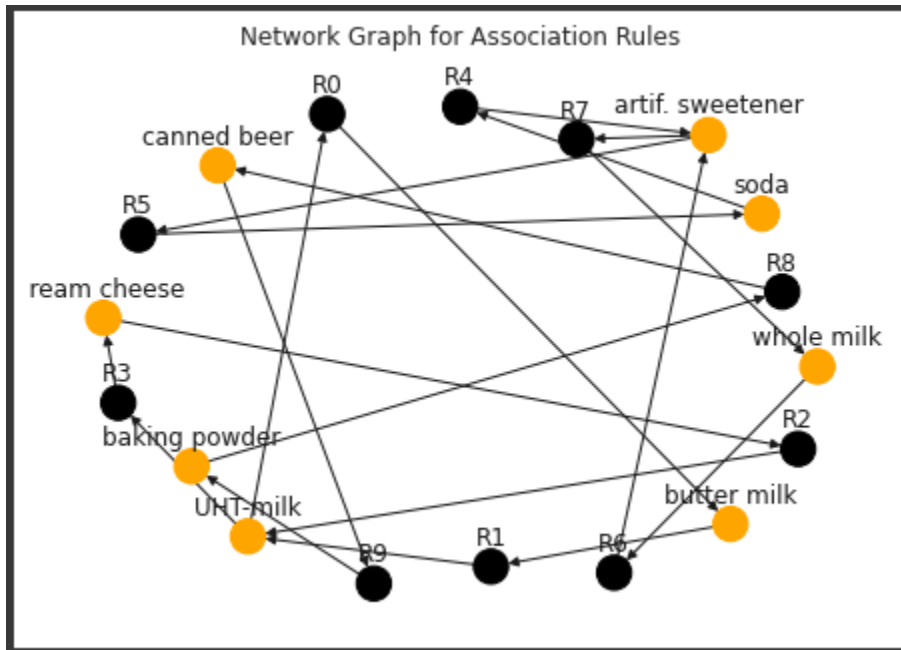 Network Graph for Association Rules
R0
R4
R7
artif. sweetener
canned beer
soda
R5
R8
ream cheese
whole milk
R3
R2
baking powder
butter milk
UHT-milk
R9
R1
R6